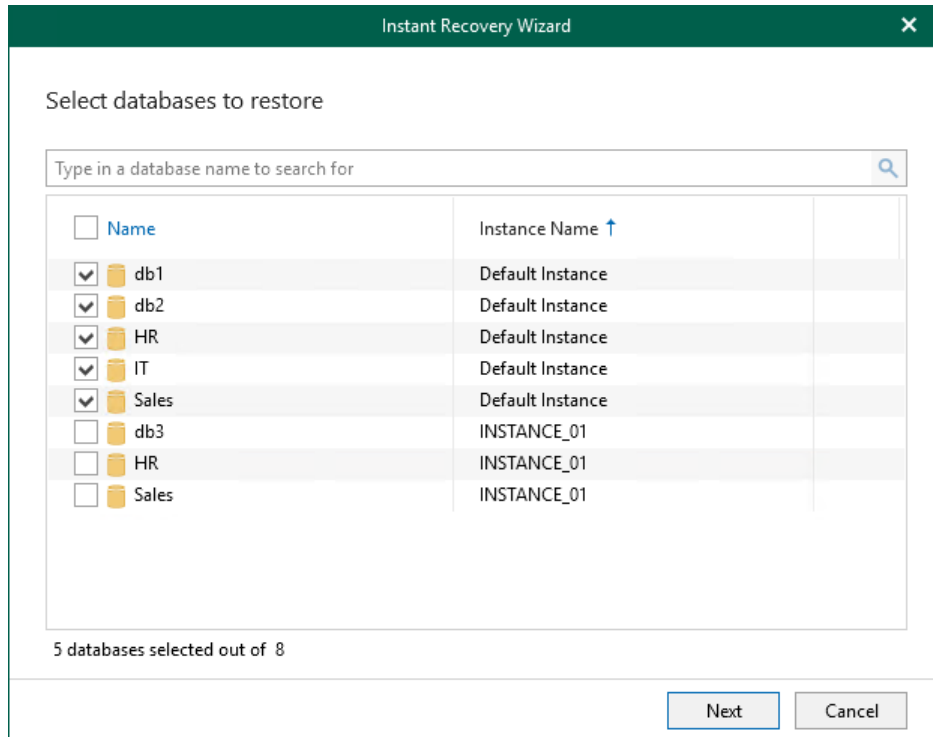 Instant Recovery Wizard
Select databases to restore
Type in a database name to search for
Name Instance Name
db1 Default Instance
db2 Default Instance
HR Default Instance
IT Default Instance
Sales Default Instance
db3 INSTANCE_01
HR INSTANCE_01
Sales INSTANCE_01
5 databases selected out of 8
Next Cancel